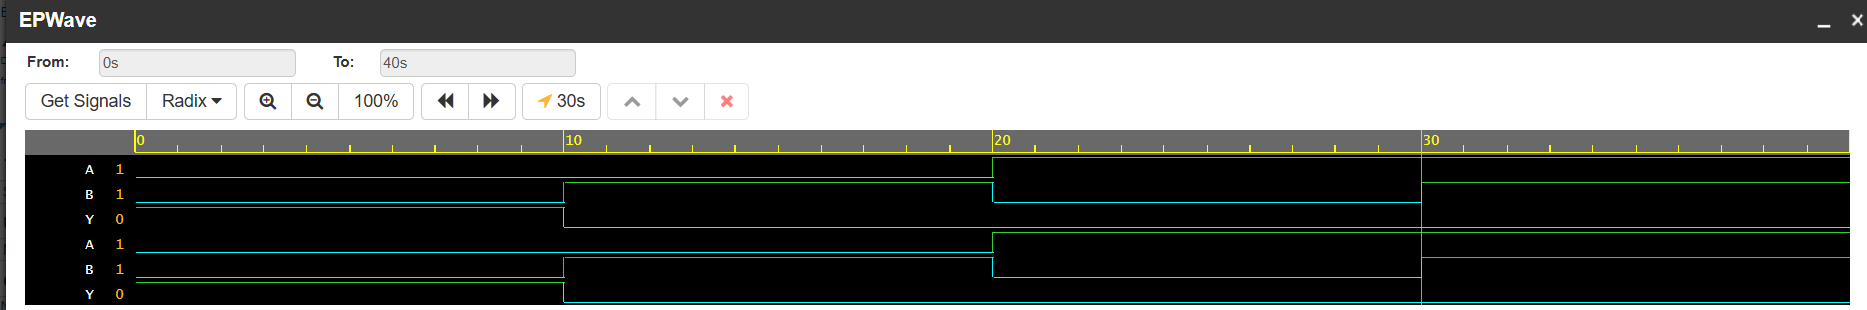 EPWave
From: 0s To: 40s
Get Signals Radix 100% 30s
0 10 20 30
A 1
B 1
Y 0
A 1
B 1
Y 0